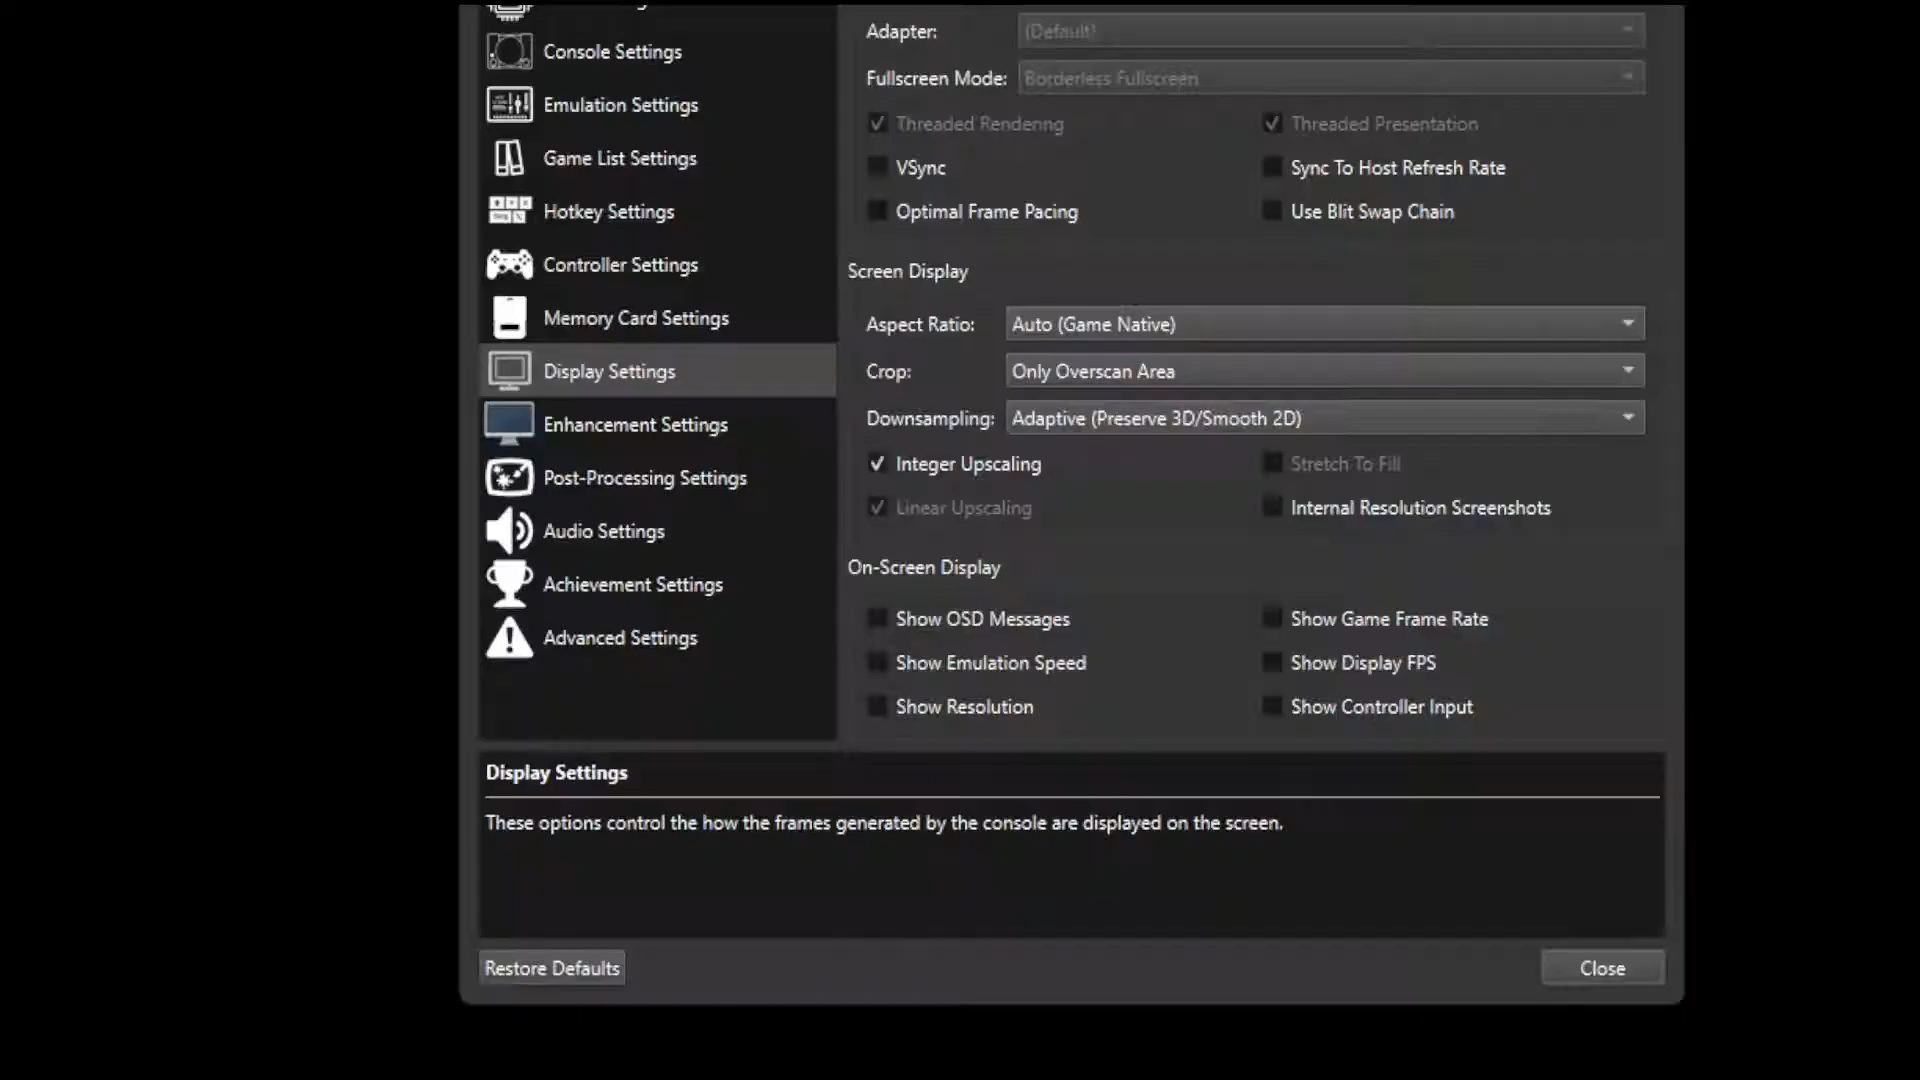 Console Settings
Emulation Settings
Game List Settings
Hotkey Settings
Controller Settings
Memory Card Settings
Display Settings
Enhancement Settings
Post-Processing Settings
Audio Settings
Achievement Settings
Advanced Settings
Adapter: (Default)
Fullscreen Mode: Borderless Fullscreen
Threaded Rendering Threaded Presentation
VSync Sync To Host Refresh Rate
Optimal Frame Pacing Use Blit Swap Chain
Screen Display
Aspect Ratio: Auto (Game Native)
Crop: Only Overscan Area
Downsampling: Adaptive (Preserve 3D/Smooth 2D)
Integer Upscaling Stretch To Fill
Linear Upscaling Internal Resolution Screenshots
On-Screen Display
Show OSD Messages Show Game Frame Rate
Show Emulation Speed Show Display FPS
Show Resolution Show Controller Input
Display Settings
These options control the how the frames generated by the console are displayed on the screen.
Restore Defaults Close